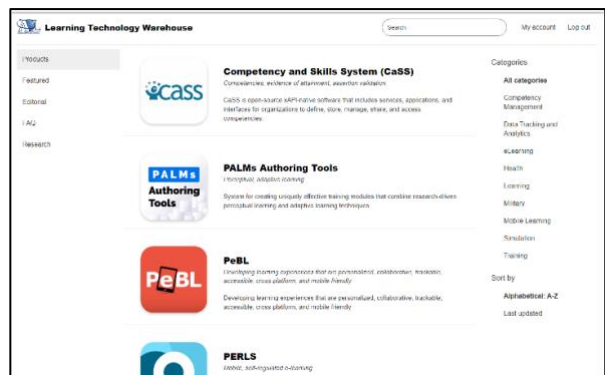 Learning Technology Warehouse
Search
My account
Log out
Products
Featured
Editorial
FAQ
Research
CASS
Competency and Skills System (CaSS)
Competencies, evidence of attainment, assertion validation
CaSS is open-source xAPI-native software that includes services, applications, and
interfaces for organizations to define, store, manage, share, and access
competencies.
PALMs
Authoring
Tools
PALMs Authoring Tools
Perceptual, adaptive learning
System for creating uniquely effective training modules that combine research-driven
perceptual learning and adaptive learning techniques
PeBL
PeBL
Developing learning experiences that are personalized, collaborative, trackable,
accessible, cross platform, and mobile friendly
Developing learning experiences that are personalized, collaborative, trackable,
accessible, cross platform, and mobile friendly
PERLS
Mobile, self-regulated e-learning
Categories
All categories
Competency
Management
Data Tracking and
Analytics
eLearning
Health
Learning
Military
Mobile Learning
Simulation
Training
Sort by
Alphabetical: A-Z
Last updated